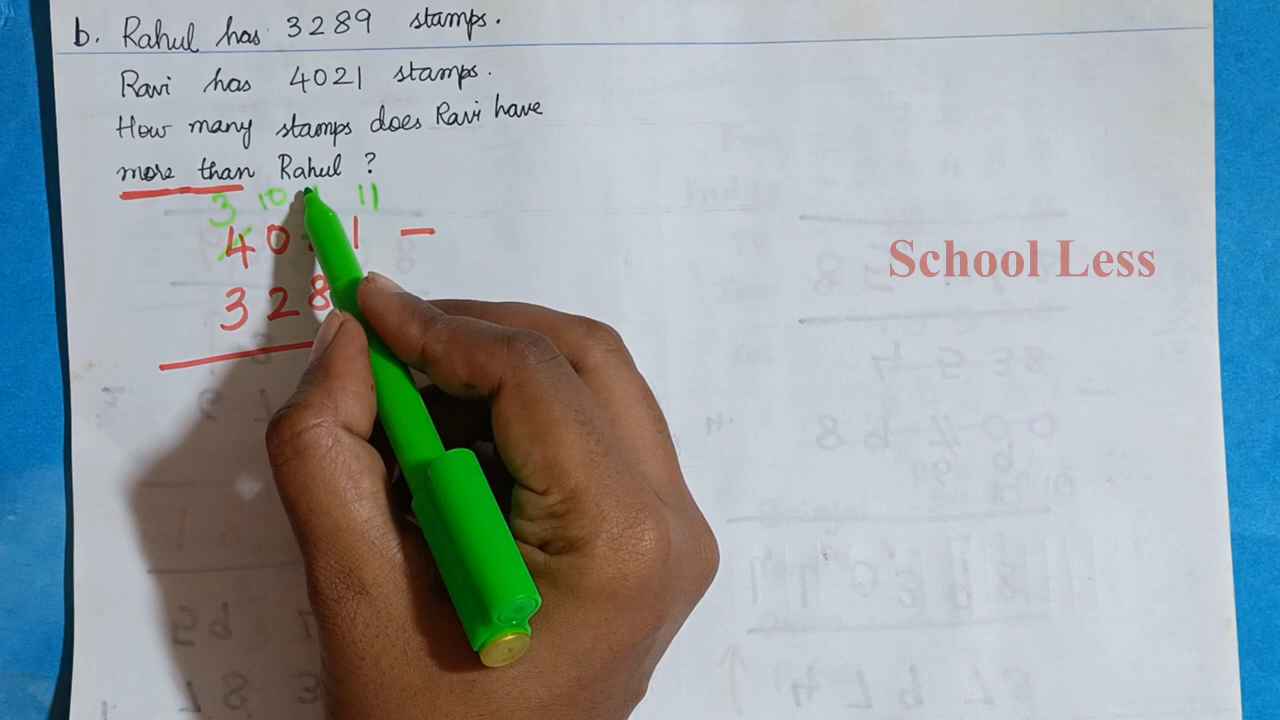 b. Rahul has 3289 stamps.
Ravi has 4021 stamps.
How many stamps does Ravi have
more than Rahul ?
3 10 11
4 0 1 -
3 2 8
School Less